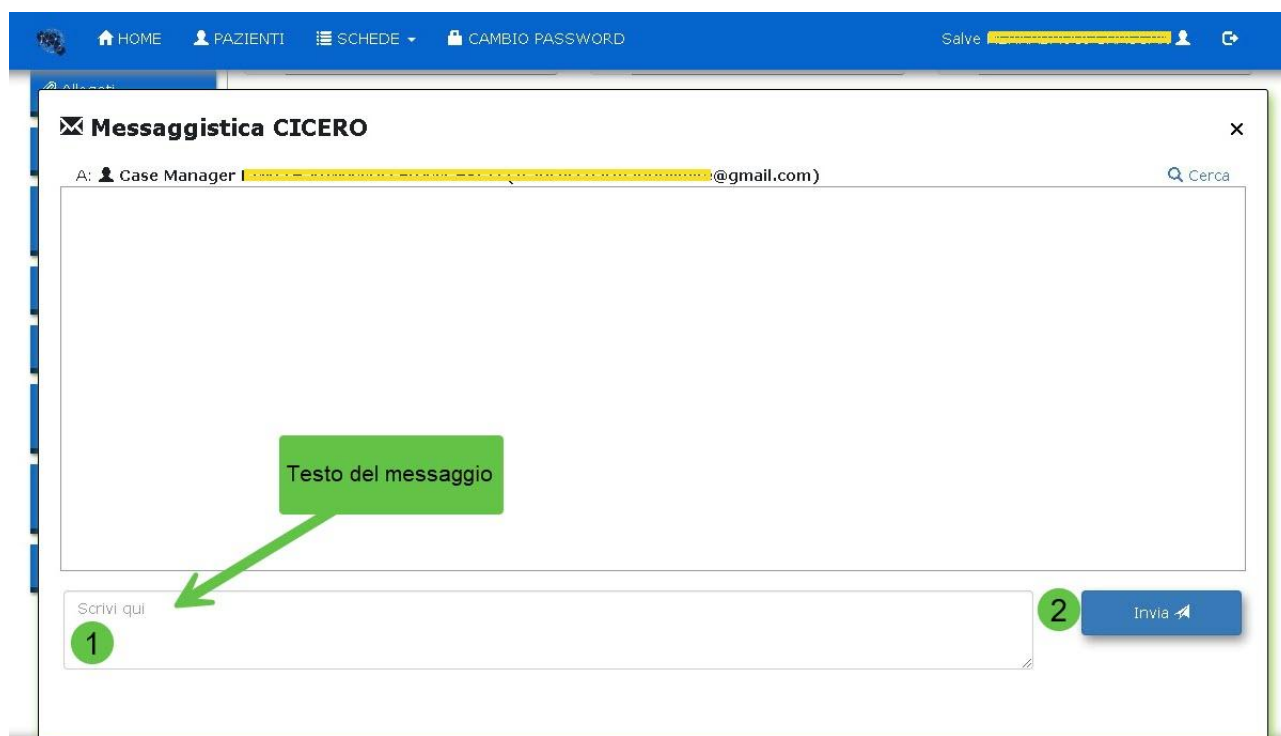 HOME PAZIENTI SCHEDE CAMBIO PASSWORD Salve
Allegati
Messaggistica CICERO
A: Case Manager @gmail.com) Cerca
Testo del messaggio
Scrivi qui
1
2 Invia